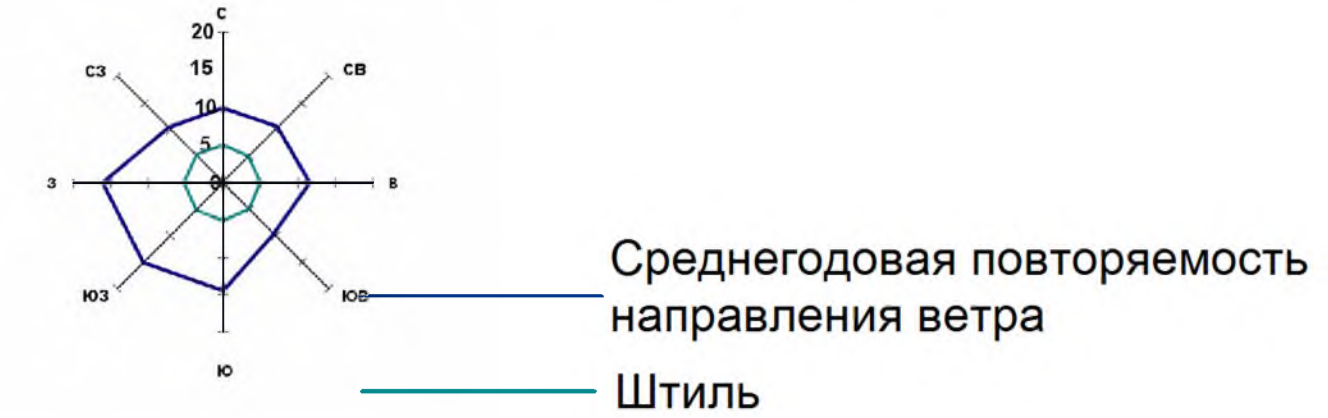 С
20
15
10
5
0
СЗ
СВ
З
В
ЮЗ
ЮВ
Ю
Среднегодовая повторяемость
направления ветра
Штиль